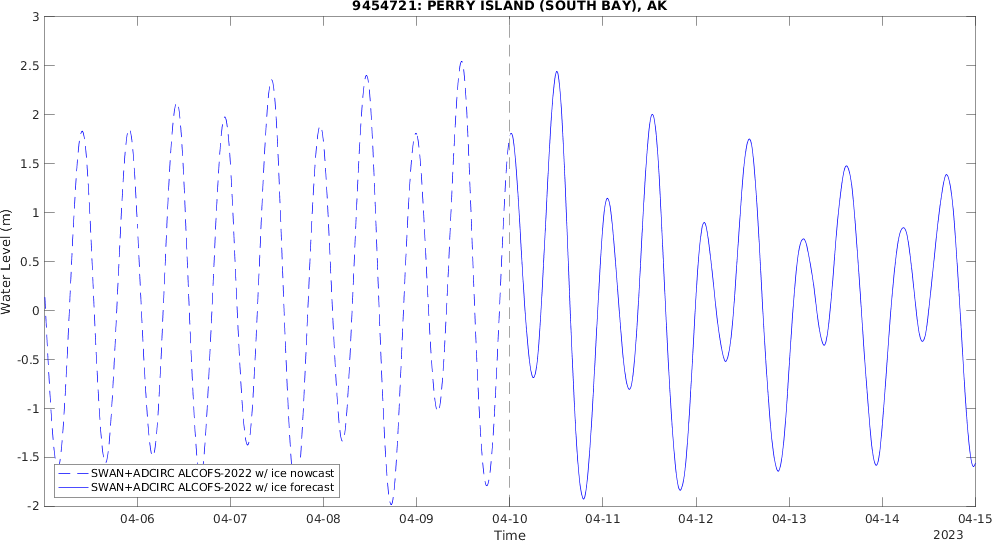 9454721: PERRY ISLAND (SOUTH BAY), AK
3
2.5
2
1.5
1
0.5
0
-0.5
-1
-1.5
-2
Water Level (m)
SWAN+ADCIRC ALCOFS-2022 w/ ice nowcast
SWAN+ADCIRC ALCOFS-2022 w/ ice forecast
04-06 04-07 04-08 04-09 04-10 04-11 04-12 04-13 04-14 04-15
Time
2023